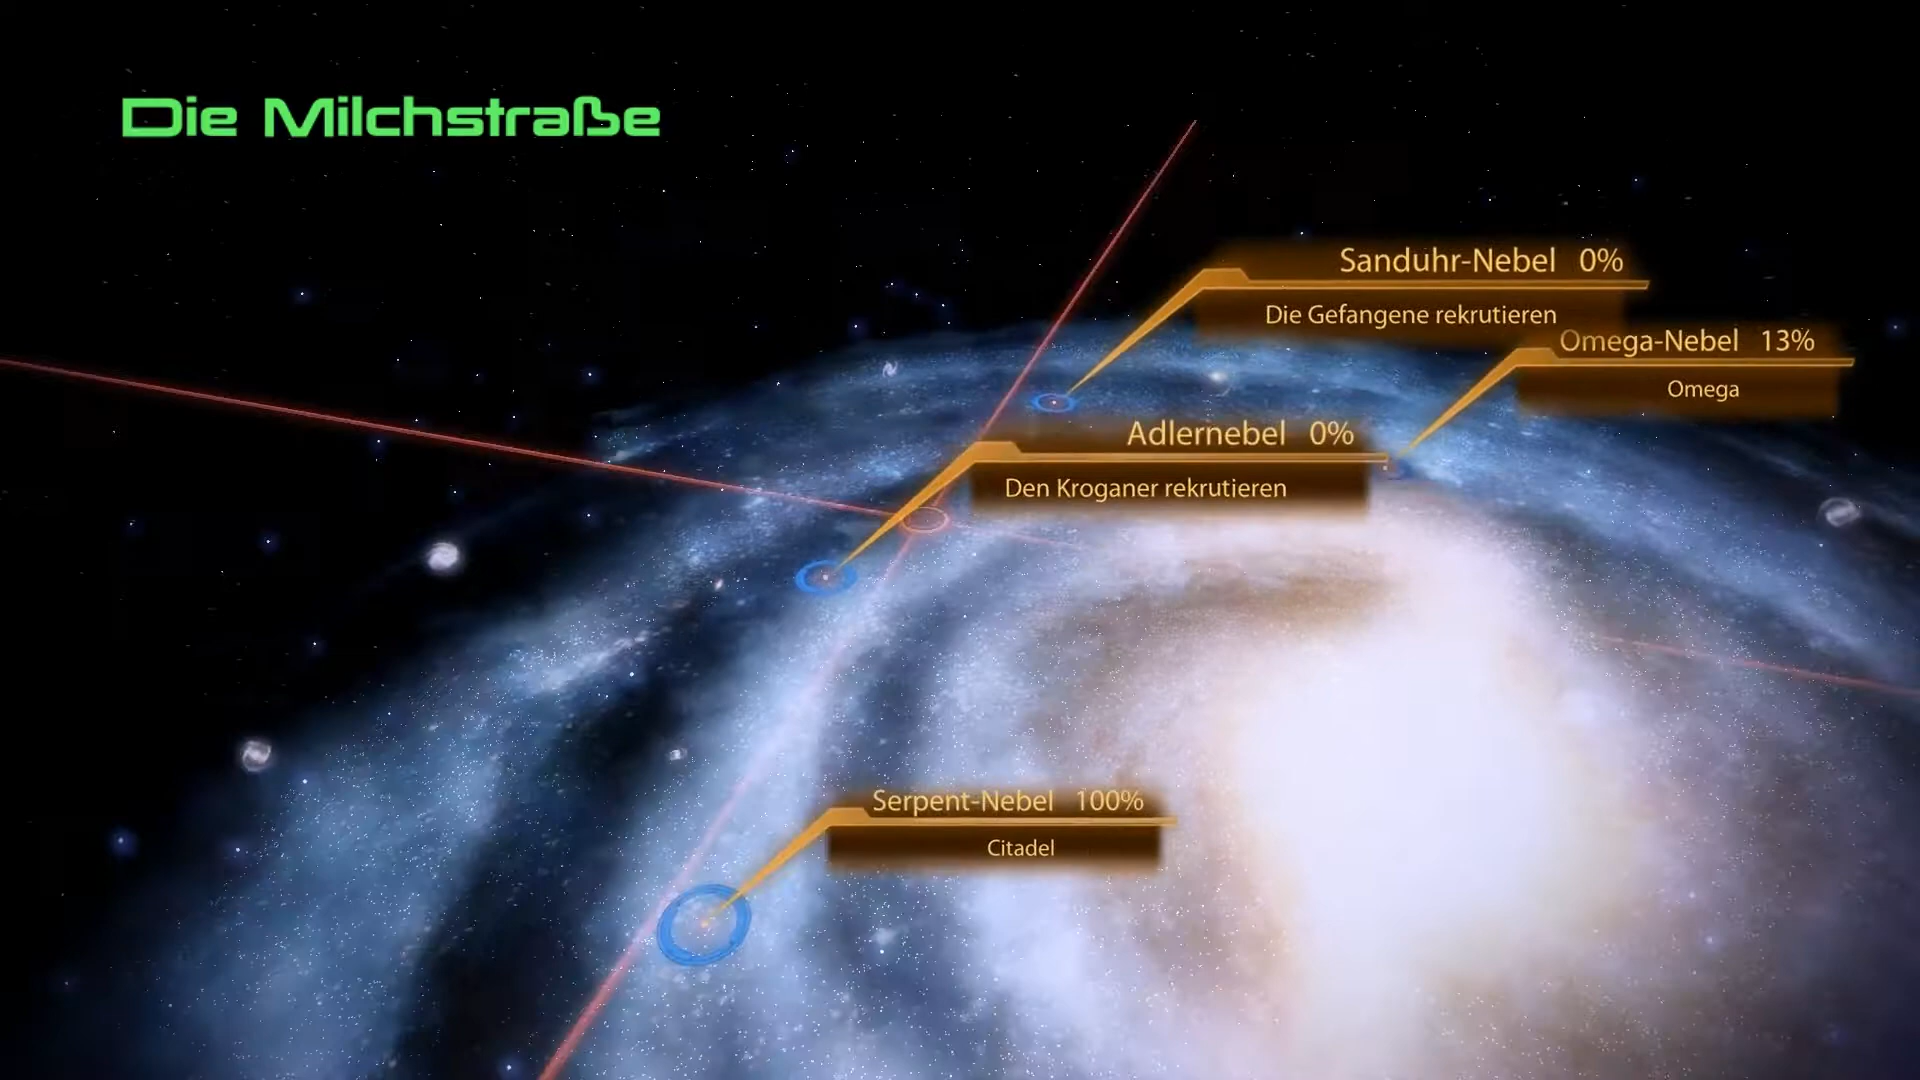 Die Milchstraße
Sanduhr-Nebel 0%
Die Gefangene rekrutieren
Omega-Nebel 13%
Omega
Adlernebel 0%
Den Kroganer rekrutieren
Serpent-Nebel 100%
Citadel